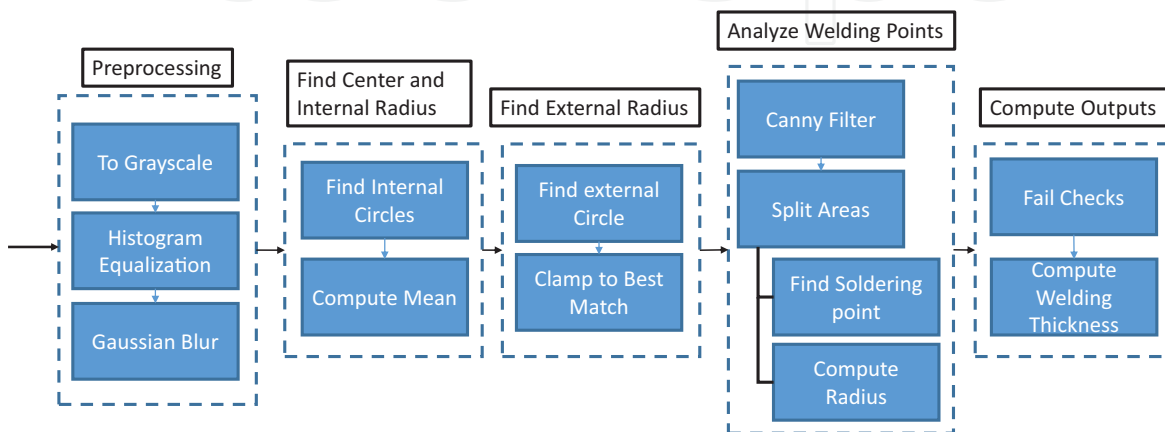 Preprocessing
To Grayscale
Histogram
Equalization
Gaussian Blur
Find Center and
Internal Radius
Find Internal
Circles
Compute Mean
Find External Radius
Find external
Circle
Clamp to Best
Match
Analyze Welding Points
Canny Filter
Split Areas
Find Soldering
point
Compute
Radius
Compute Outputs
Fail Checks
Compute
Welding
Thickness